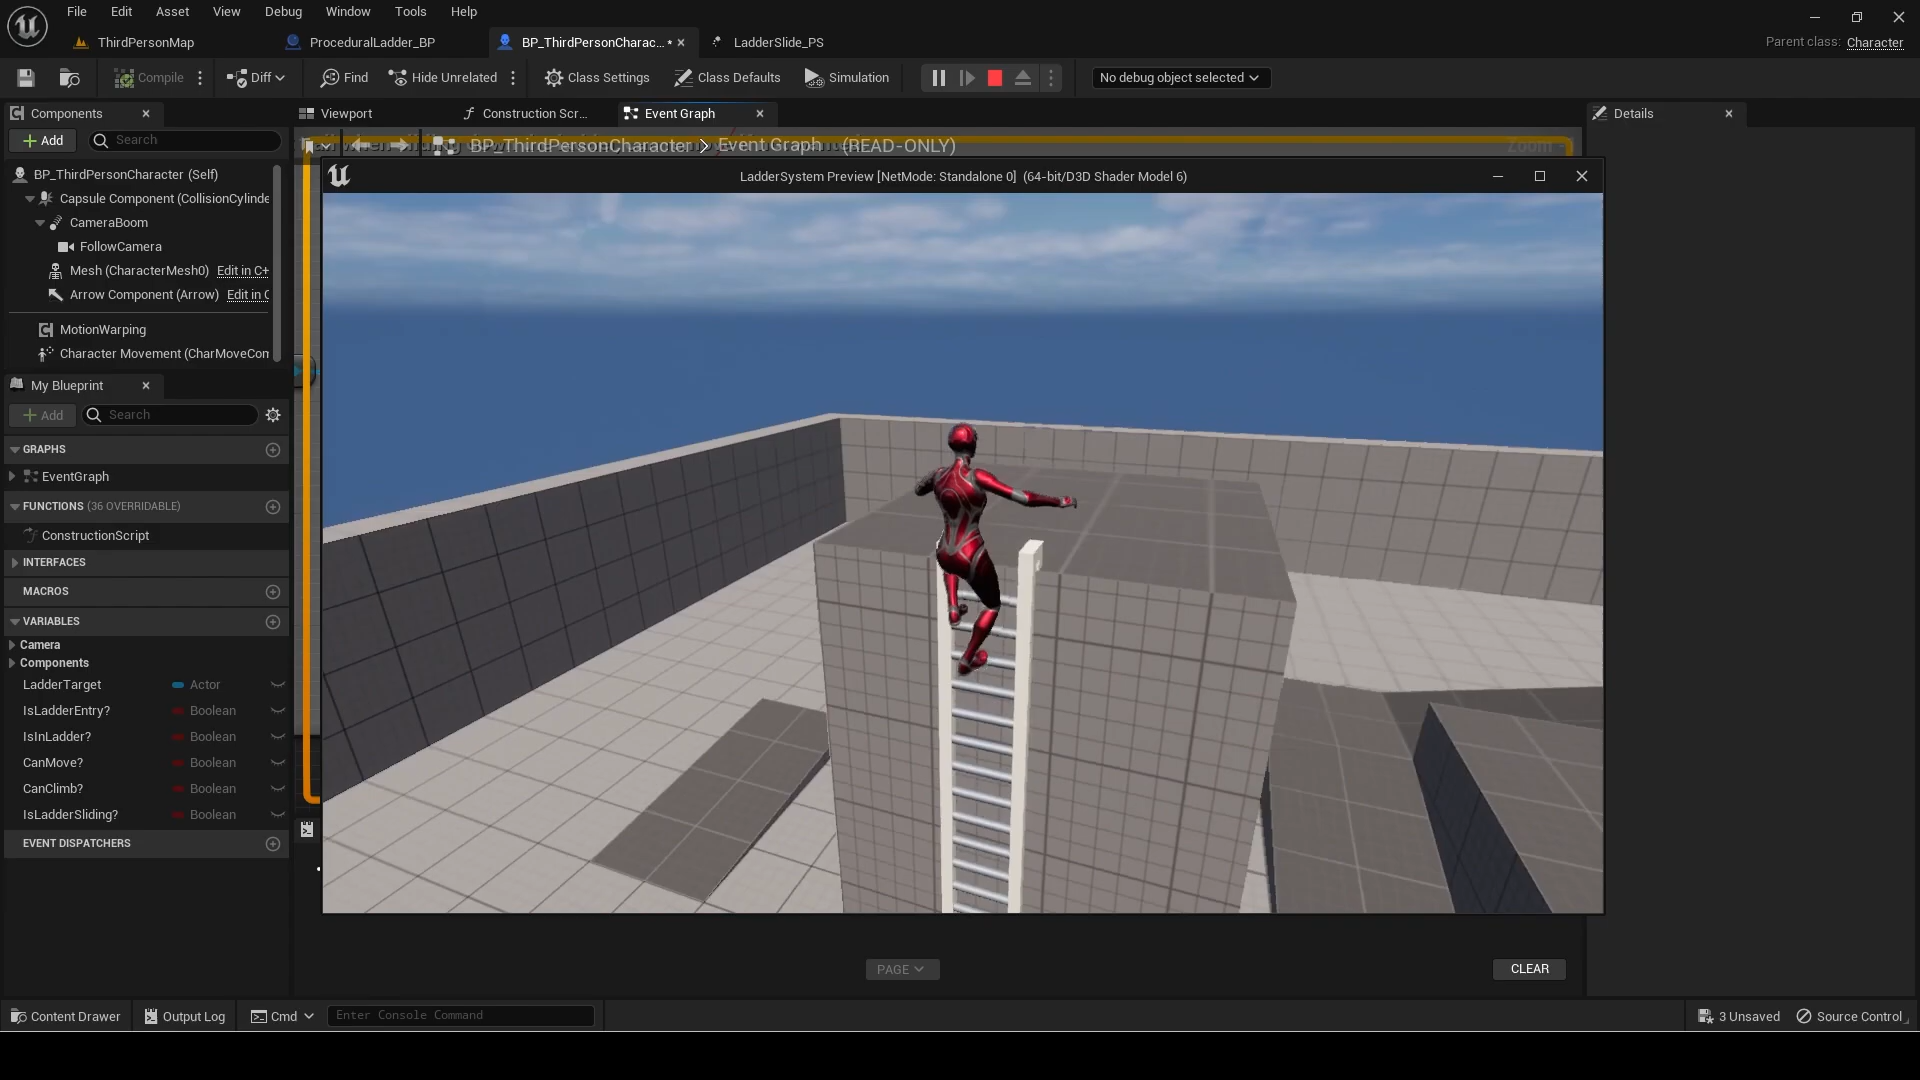 File Edit Asset View Debug Window Tools Help
ThirdPersonMap ProceduralLadder_BP BP_ThirdPersonCharac... • LadderSlide_PS Parent class: Character
Compile Diff Find Hide Unrelated Class Settings Class Defaults Simulation No debug object selected
Components Viewport Construction Scr... Event Graph Details
Add Search BP_ThirdPersonCharacter > Event Graph (READ-ONLY) Zoom
BP_ThirdPersonCharacter (Self) LadderSystem Preview [NetMode: Standalone 0] (64-bit/D3D Shader Model 6)
Capsule Component (CollisionCylinde
CameraBoom
FollowCamera
Mesh (CharacterMesh0) Edit in C+
Arrow Component (Arrow) Edit in C
MotionWarping
Character Movement (CharMoveCom
My Blueprint
Add Search
GRAPHS
EventGraph
FUNCTIONS (36 OVERRIDABLE)
ConstructionScript
INTERFACES
MACROS
VARIABLES
Camera
Components
LadderTarget Actor
IsLadderEntry? Boolean
IsInLadder? Boolean
CanMove? Boolean
CanClimb? Boolean
IsLadderSliding? Boolean
EVENT DISPATCHERS
PAGE CLEAR
Content Drawer Output Log Cmd Enter Console Command 3 Unsaved Source Control